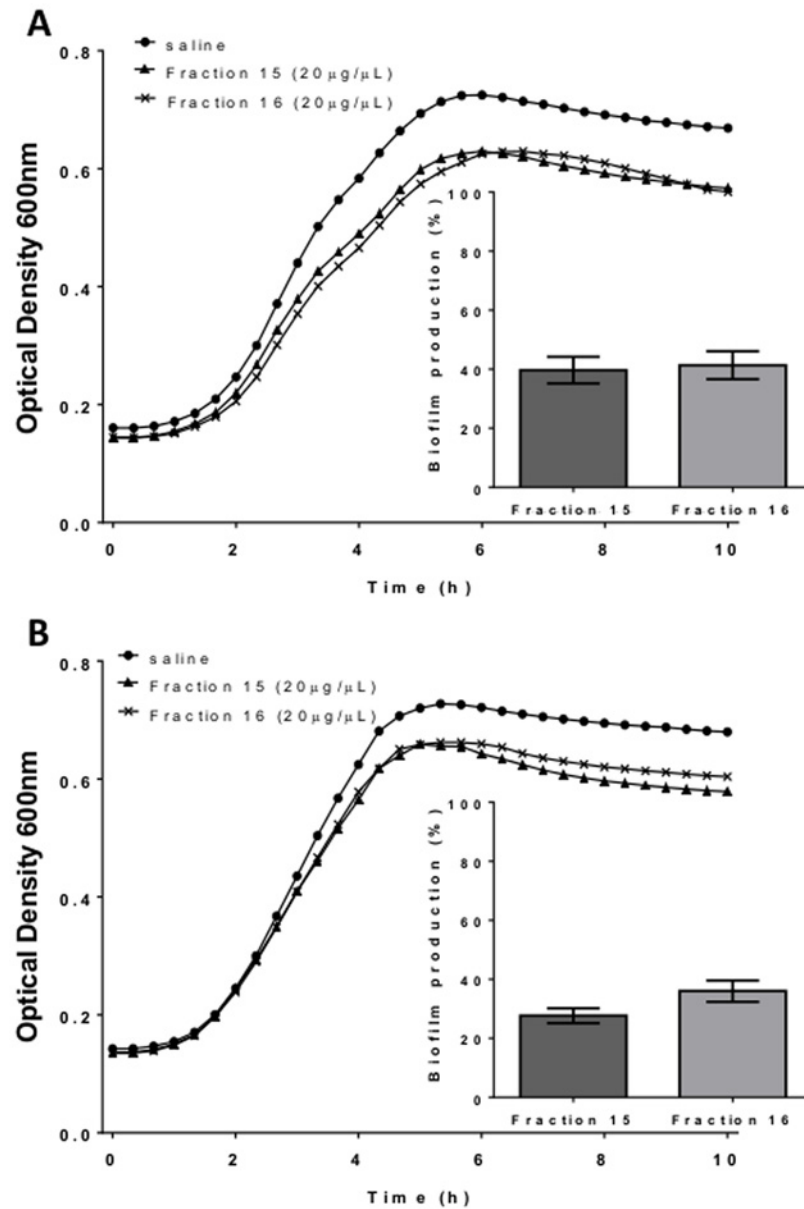 A
saline
Fraction 15 (20μg/μL)
Fraction 16 (20μg/μL)
Optical Density 600nm
0.8
0.6
0.4
0.2
0.0
0 2 4 6 8 10
Time (h)
Biofilm production (%)
100
80
60
40
20
0
Fraction 15 Fraction 16
B
saline
Fraction 15 (20μg/μL)
Fraction 16 (20μg/μL)
Optical Density 600nm
0.8
0.6
0.4
0.2
0.0
0 2 4 6 8 10
Time (h)
Biofilm production (%)
100
80
60
40
20
0
Fraction 15 Fraction 16